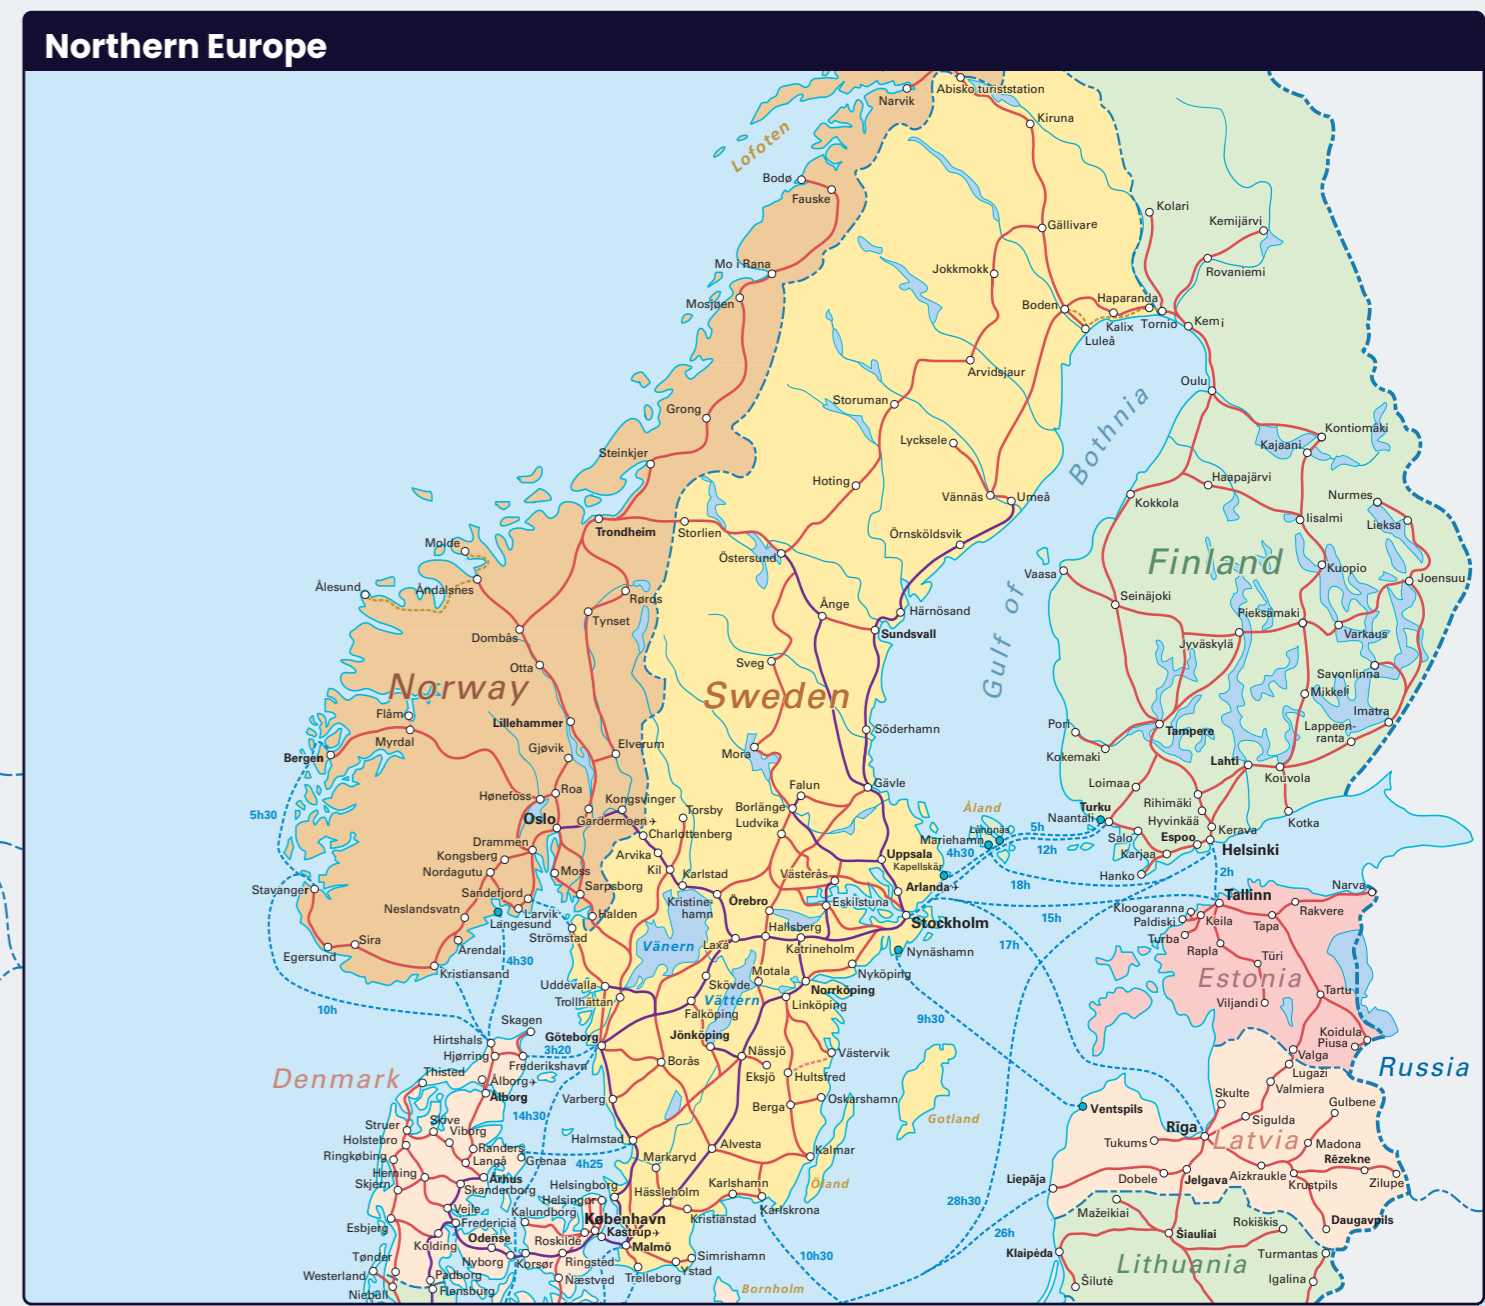 Northern Europe
Narvik
Abisko turiststation
Kiruna
Lofoten
Bodø
Fauske
Kolari
Kemijärvi
Gällivare
Mo i Rana
Jokkmokk
Rovaniemi
Mosjøen
Boden
Haparanda
Kalix
Tornio
Kemi
Luleå
Arvidsjaur
Oulu
Storuman
Grong
Gulf of Bothnia
Kontiomäki
Kajaani
Lycksele
Steinkjer
Hoting
Haapajärvi
Vännäs
Umeå
Kokkola
Nurmes
Iisalmi
Lieksa
Trondheim
Storlien
Örnsköldsvik
Molde
Östersund
Finland
Kuopio
Vaasa
Joensuu
Ålesund
Åndalsnes
Røros
Seinäjoki
Ånge
Härnösand
Pieksämäki
Tynset
Varkaus
Dombås
Sundsvall
Jyväskylä
Otta
Sveg
Savonlinna
Norway
Sweden
Mikkeli
Flåm
Imatra
Lillehammer
Söderhamn
Pori
Tampere
Lappeen-
ranta
Myrdal
Gjøvik
Elverum
Mora
Kokemäki
Bergen
Lahti
Kouvola
Falun
Gävle
Loimaa
Hønefoss
Roa
Kongsvinger
Torsby
Borlänge
Åland
Turku
Rihimäki
5h30
Oslo
Gardermoen
Ludvika
Naantali
Hyvinkää
Kotka
Drammen
Charlottenberg
Långnäs
5h
Mariehamn
Salo
Espoo
Kerava
Kongsberg
Arvika
Uppsala
4h30
12h
Karjaa
Helsinki
Nordagutu
Moss
Kil
Karlstad
Västerås
Kapellskär
Hanko
2h
Stavanger
Sandefjord
Sarpsborg
Kristine-
hamn
Örebro
Eskilstuna
Arlanda
18h
Tallinn
Narva
Neslandsvatn
Larvik
Halden
Kloogaranna
Rakvere
Langesund
Strömstad
Hallsberg
Stockholm
15h
Paldiski
Keila
Tapa
Sira
Arendal
Vänern
Laxå
Katrineholm
17h
Turba
Egersund
4h30
Nynäshamn
Rapla
Türi
Kristiansand
Motala
Nyköping
Estonia
Uddevalla
Skövde
Norrköping
Tartu
10h
Trollhättan
Vättern
Linköping
Viljandi
Skagen
Falköping
9h30
Hirtshals
Göteborg
Jönköping
Koidula
Piusa
Hjørring
3h20
Nässjö
Västervik
Valga
Denmark
Frederikshavn
Borås
Russia
Thisted
Ålborg
Eksjö
Hultsfred
Lugazi
Ålborg
Varberg
Berga
Oskarshamn
Skulte
Valmiera
Struer
Skive
14h30
Ventspils
Gulbene
Holstebro
Viborg
Gotland
Rīga
Sigulda
Ringkøbing
Randers
Halmstad
Alvesta
Kalmar
Tukums
Latvia
Madona
Langå
Grenaa
4h25
Markaryd
Rēzekne
Herning
Skjern
Århus
Helsingborg
Hässleholm
Karlshamn
Öland
Liepāja
Dobele
Jelgava
Aizkraukle
Krustpils
Zilupe
Skanderborg
Helsingør
Vejle
Kalundborg
København
Kristianstad
Karlskrona
28h30
Mažeikiai
Rokiškis
Daugavpils
Esbjerg
Fredericia
Kastrup
26h
Šiauliai
Kolding
Odense
Roskilde
Malmö
10h30
Klaipėda
Turmantas
Tønder
Nyborg
Korsør
Ringsted
Simrishamn
Lithuania
Westerland
Padborg
Næstved
Trelleborg
Ystad
Šilutė
Igalina
Niebüll
Flensburg
Bornholm